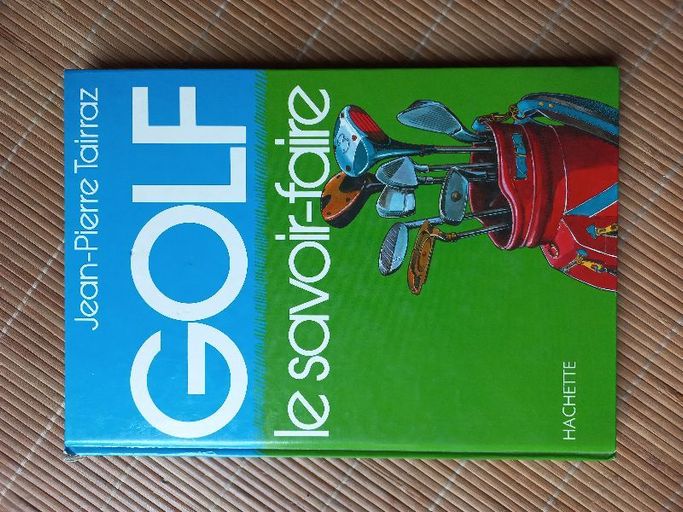 Jean-Pierre Tairraz
GOLF
le savoir-faire
HACHETTE